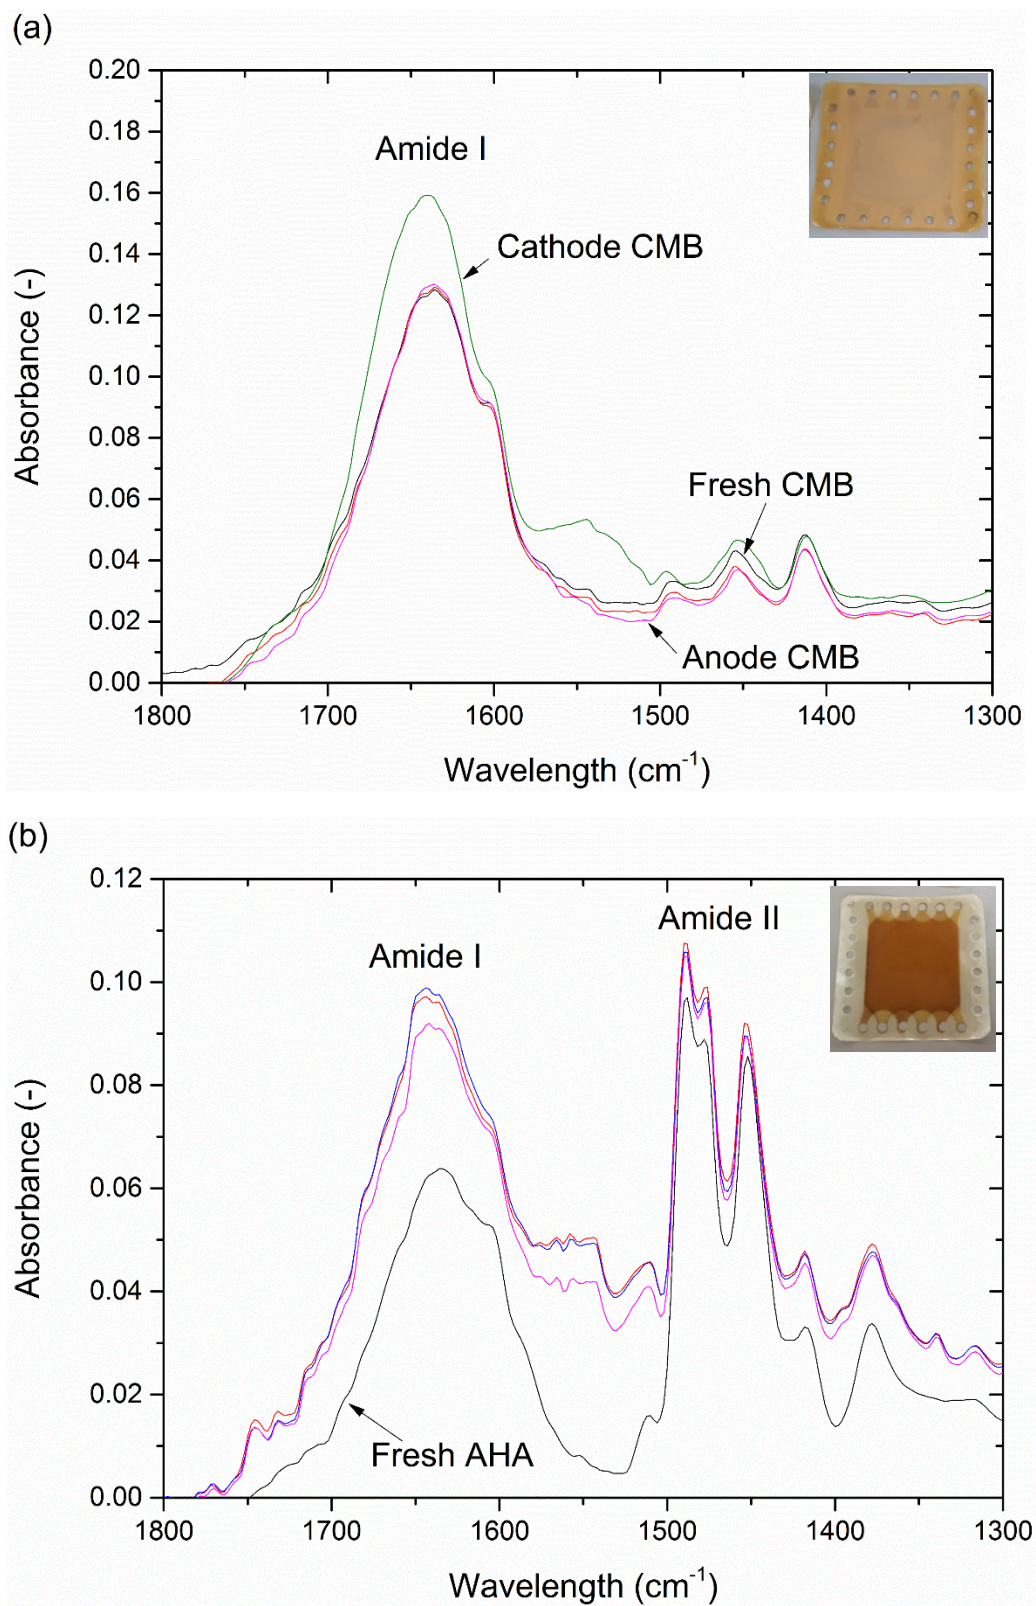 (a)
0.20
0.18
0.16
0.14
0.12
0.10
0.08
0.06
0.04
0.02
0.00
Absorbance (-)
Amide I
Cathode CMB
Fresh CMB
Anode CMB
1800 1700 1600 1500 1400 1300
Wavelength (cm-1)
(b)
0.12
0.10
0.08
0.06
0.04
0.02
0.00
Absorbance (-)
Amide I
Amide II
Fresh AHA
1800 1700 1600 1500 1400 1300
Wavelength (cm-1)